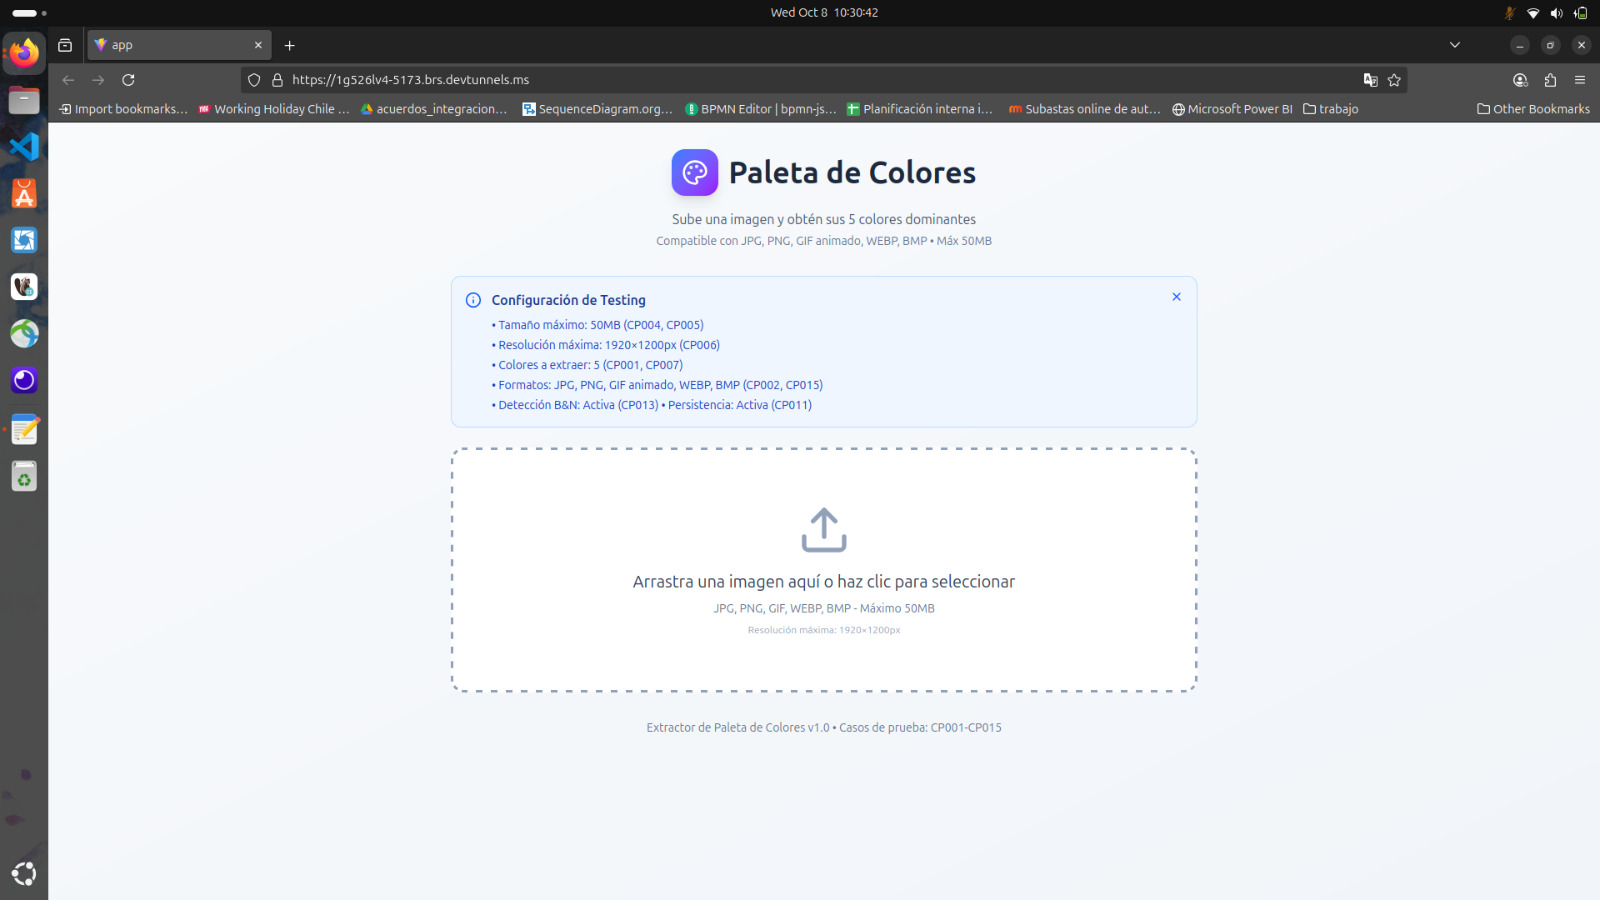 Wed Oct 8 10:30:42
app
https://1g526lv4-5173.brs.devtunnels.ms
Import bookmarks... Working Holiday Chile ... acuerdos_integracion... SequenceDiagram.org... BPMN Editor | bpmn-js... Planificación interna i... Subastas online de aut... Microsoft Power BI trabajo Other Bookmarks
Paleta de Colores
Sube una imagen y obtén sus 5 colores dominantes
Compatible con JPG, PNG, GIF animado, WEBP, BMP • Máx 50MB
Configuración de Testing
• Tamaño máximo: 50MB (CP004, CP005)
• Resolución máxima: 1920×1200px (CP006)
• Colores a extraer: 5 (CP001, CP007)
• Formatos: JPG, PNG, GIF animado, WEBP, BMP (CP002, CP015)
• Detección B&N: Activa (CP013) • Persistencia: Activa (CP011)
Arrastra una imagen aquí o haz clic para seleccionar
JPG, PNG, GIF, WEBP, BMP - Máximo 50MB
Resolución máxima: 1920×1200px
Extractor de Paleta de Colores v1.0 • Casos de prueba: CP001-CP015